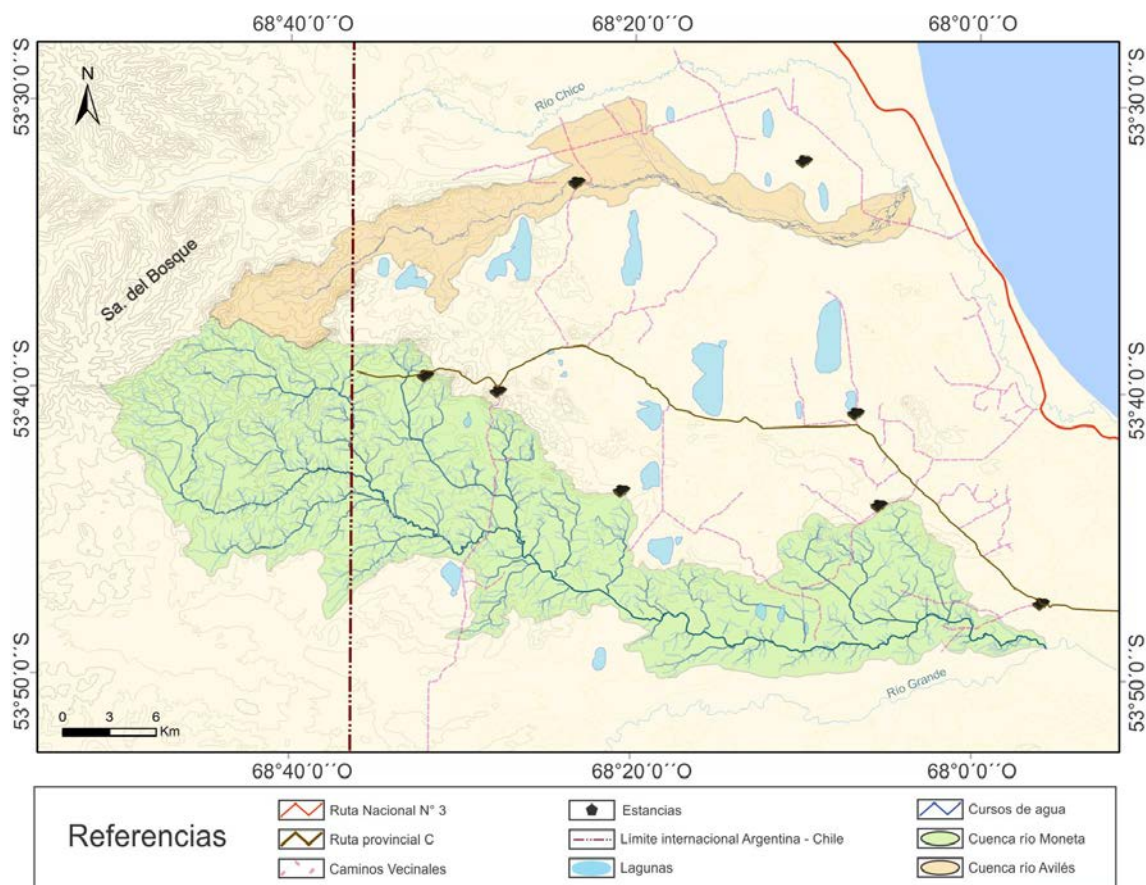 68°40´0´´O
68°20´0´´O
68°0´0´´O
53°30´0´´S
53°30´0´´S
N
Río Chico
Sa. del Bosque
53°40´0´´S
53°40´0´´S
53°50´0´´S
53°50´0´´S
Río Grande
0 3 6
Km
68°40´0´´O
68°20´0´´O
68°0´0´´O
Referencias
Ruta Nacional N° 3
Ruta provincial C
Caminos Vecinales
Estancias
Límite internacional Argentina - Chile
Lagunas
Cursos de agua
Cuenca río Moneta
Cuenca río Avilés